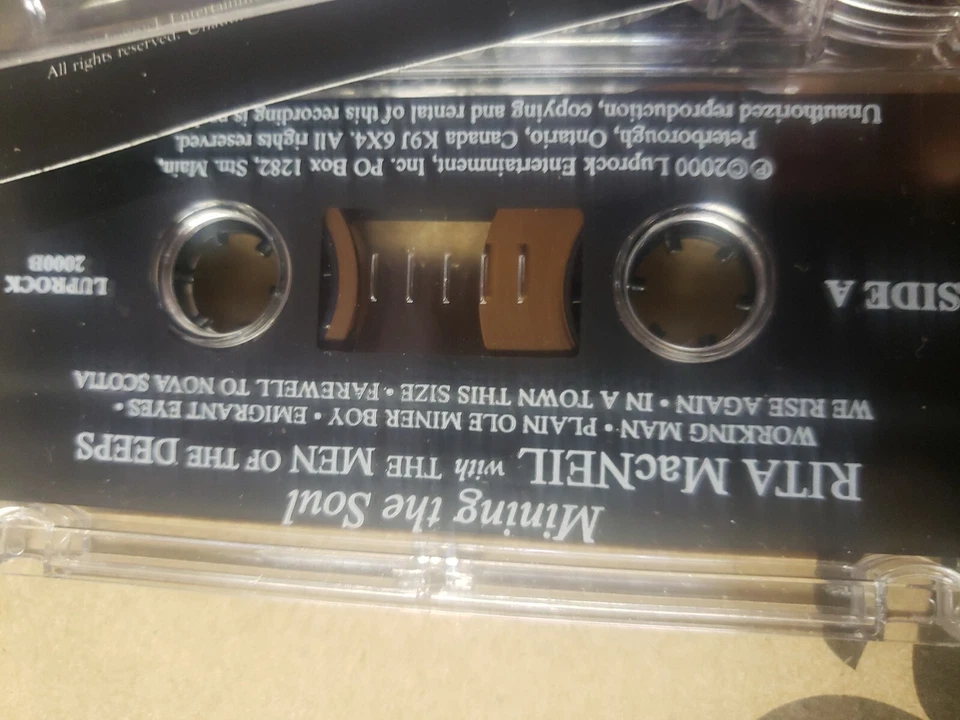 Mining the Soul
RITA MacNEIL with THE MEN OF THE DEEPS
WORKING MAN • PLAIN OLE MINER BOY • EMIGRANT EYES •
WE RISE AGAIN • IN A TOWN THIS SIZE • FAREWELL TO NOVA SCOTIA
SIDE A
LUPROCK
2000B
℗©2000 Luprock Entertainment, Inc. PO Box 1282, Stn. Main,
Peterborough, Ontario, Canada K9J 6X4. All rights reserved.
Unauthorized reproduction, copying and rental of this recording is
Entertainment
All rights reserved.